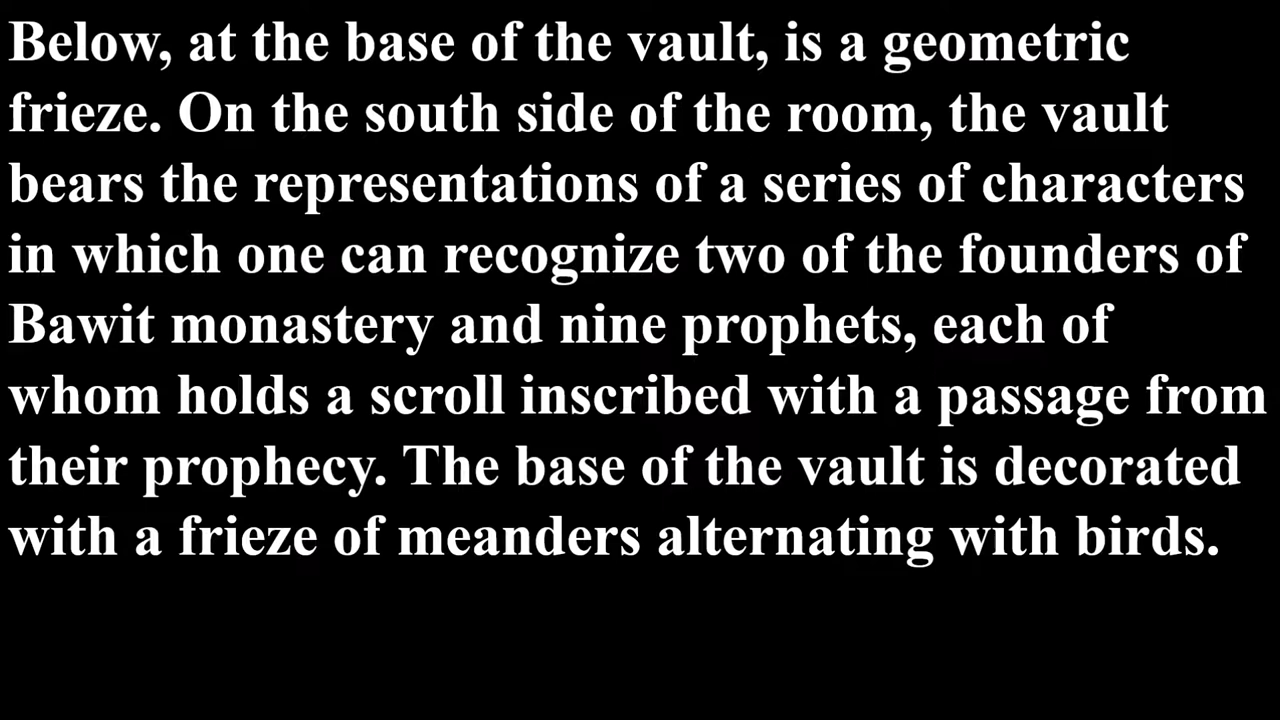 Below, at the base of the vault, is a geometric
frieze. On the south side of the room, the vault
bears the representations of a series of characters
in which one can recognize two of the founders of
Bawit monastery and nine prophets, each of
whom holds a scroll inscribed with a passage from
their prophecy. The base of the vault is decorated
with a frieze of meanders alternating with birds.